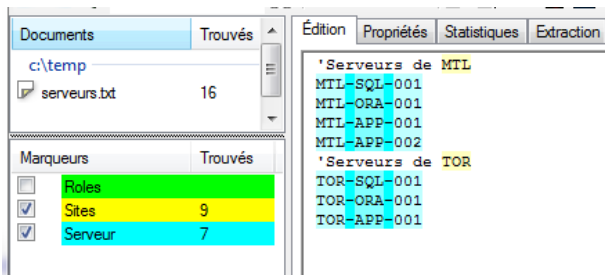 Documents Trouvés
c:\temp
serveurs.txt 16
Marqueurs Trouvés
Roles
Sites 9
Serveur 7
Édition Propriétés Statistiques Extraction
'Serveurs de MTL
MTL-SQL-001
MTL-ORA-001
MTL-APP-001
MTL-APP-002
'Serveurs de TOR
TOR-SQL-001
TOR-ORA-001
TOR-APP-001